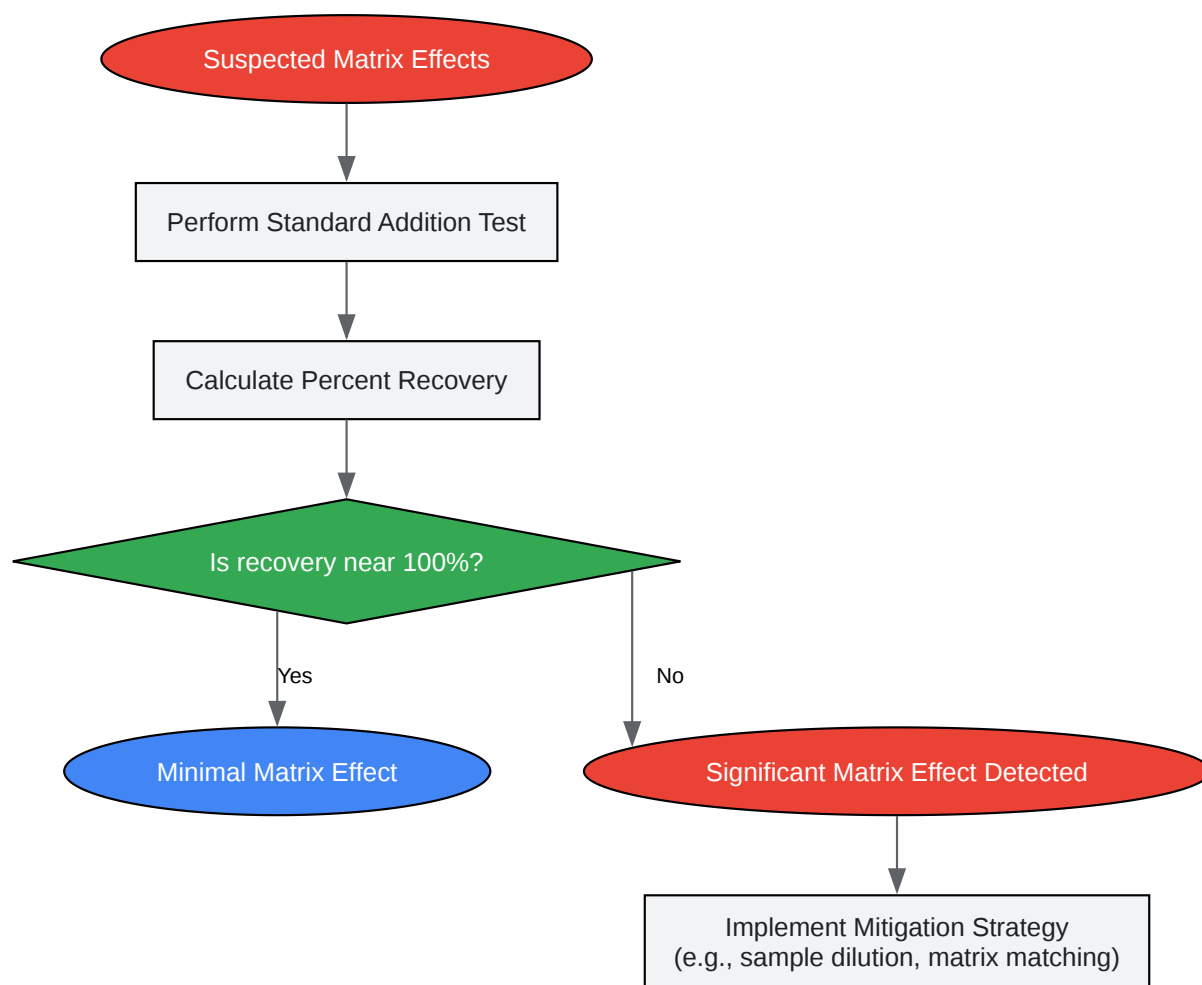 Suspected Matrix Effects
Perform Standard Addition Test
Calculate Percent Recovery
Is recovery near 100%?
Yes
No
Minimal Matrix Effect
Significant Matrix Effect Detected
Implement Mitigation Strategy
(e.g., sample dilution, matrix matching)